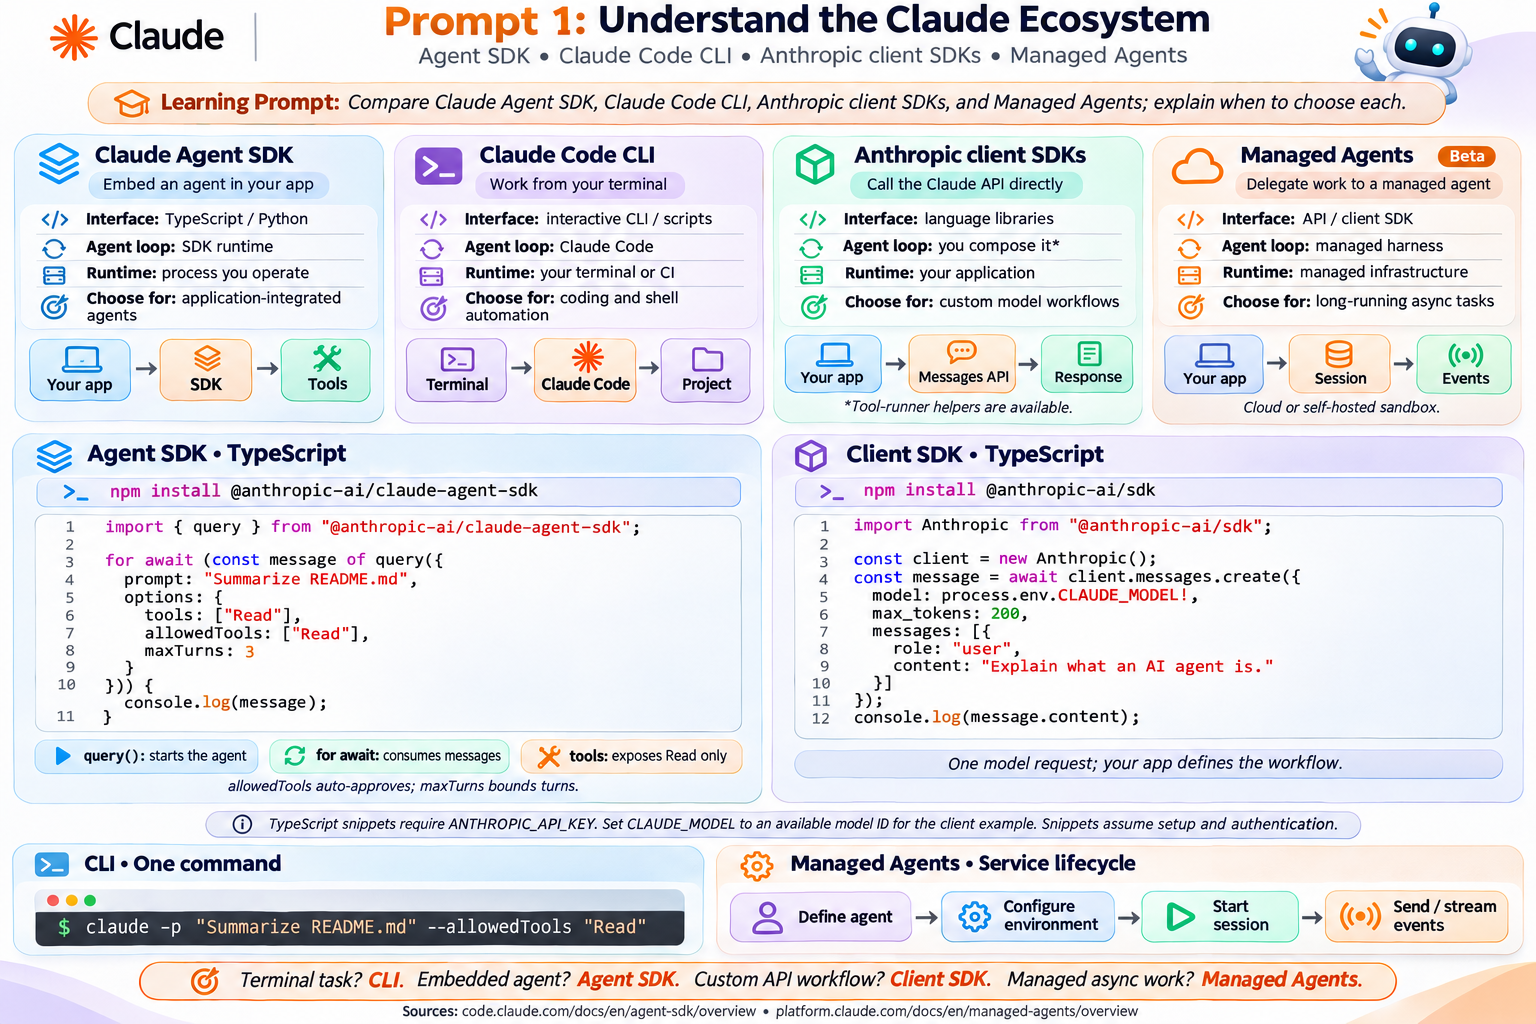 Claude
Prompt 1: Understand the Claude Ecosystem
Agent SDK • Claude Code CLI • Anthropic client SDKs • Managed Agents
Learning Prompt: Compare Claude Agent SDK, Claude Code CLI, Anthropic client SDKs, and Managed Agents; explain when to choose each.
Claude Agent SDK
Embed an agent in your app
</> Interface: TypeScript / Python
Agent loop: SDK runtime
Runtime: process you operate
Choose for: application-integrated
agents
Your app
SDK
Tools
Claude Code CLI
Work from your terminal
</> Interface: interactive CLI / scripts
Agent loop: Claude Code
Runtime: your terminal or CI
Choose for: coding and shell
automation
Terminal
Claude Code
Project
Anthropic client SDKs
Call the Claude API directly
</> Interface: language libraries
Agent loop: you compose it*
Runtime: your application
Choose for: custom model workflows
Your app
Messages API
Response
*Tool-runner helpers are available.
Managed Agents
Beta
Delegate work to a managed agent
</> Interface: API / client SDK
Agent loop: managed harness
Runtime: managed infrastructure
Choose for: long-running async tasks
Your app
Session
Events
Cloud or self-hosted sandbox.
Agent SDK • TypeScript
>_ npm install @anthropic-ai/claude-agent-sdk
1 import { query } from "@anthropic-ai/claude-agent-sdk";
2
3 for await (const message of query({
4 prompt: "Summarize README.md",
5 options: {
6 tools: ["Read"],
7 allowedTools: ["Read"],
8 maxTurns: 3
9 }
10 })) {
console.log(message);
11 }
query(): starts the agent
for await: consumes messages
tools: exposes Read only
allowedTools auto-approves; maxTurns bounds turns.
Client SDK • TypeScript
>_ npm install @anthropic-ai/sdk
1 import Anthropic from "@anthropic-ai/sdk";
2
3 const client = new Anthropic();
4 const message = await client.messages.create({
5 model: process.env.CLAUDE_MODEL!,
6 max_tokens: 200,
7 messages: [{
8 role: "user",
9 content: "Explain what an AI agent is."
10 }]
11 });
12 console.log(message.content);
One model request; your app defines the workflow.
TypeScript snippets require ANTHROPIC_API_KEY. Set CLAUDE_MODEL to an available model ID for the client example. Snippets assume setup and authentication.
CLI • One command
$ claude -p "Summarize README.md" --allowedTools "Read"
Managed Agents • Service lifecycle
Define agent
Configure
environment
Start
session
Send / stream
events
Terminal task? CLI. Embedded agent? Agent SDK. Custom API workflow? Client SDK. Managed async work? Managed Agents.
Sources: code.claude.com/docs/en/agent-sdk/overview • platform.claude.com/docs/en/managed-agents/overview